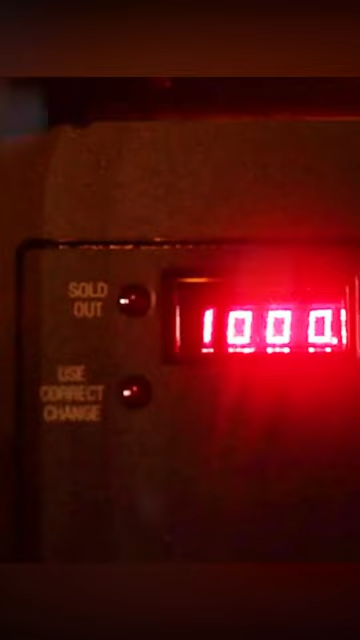 SOLD
OUT
1000
USE
CORRECT
CHANGE